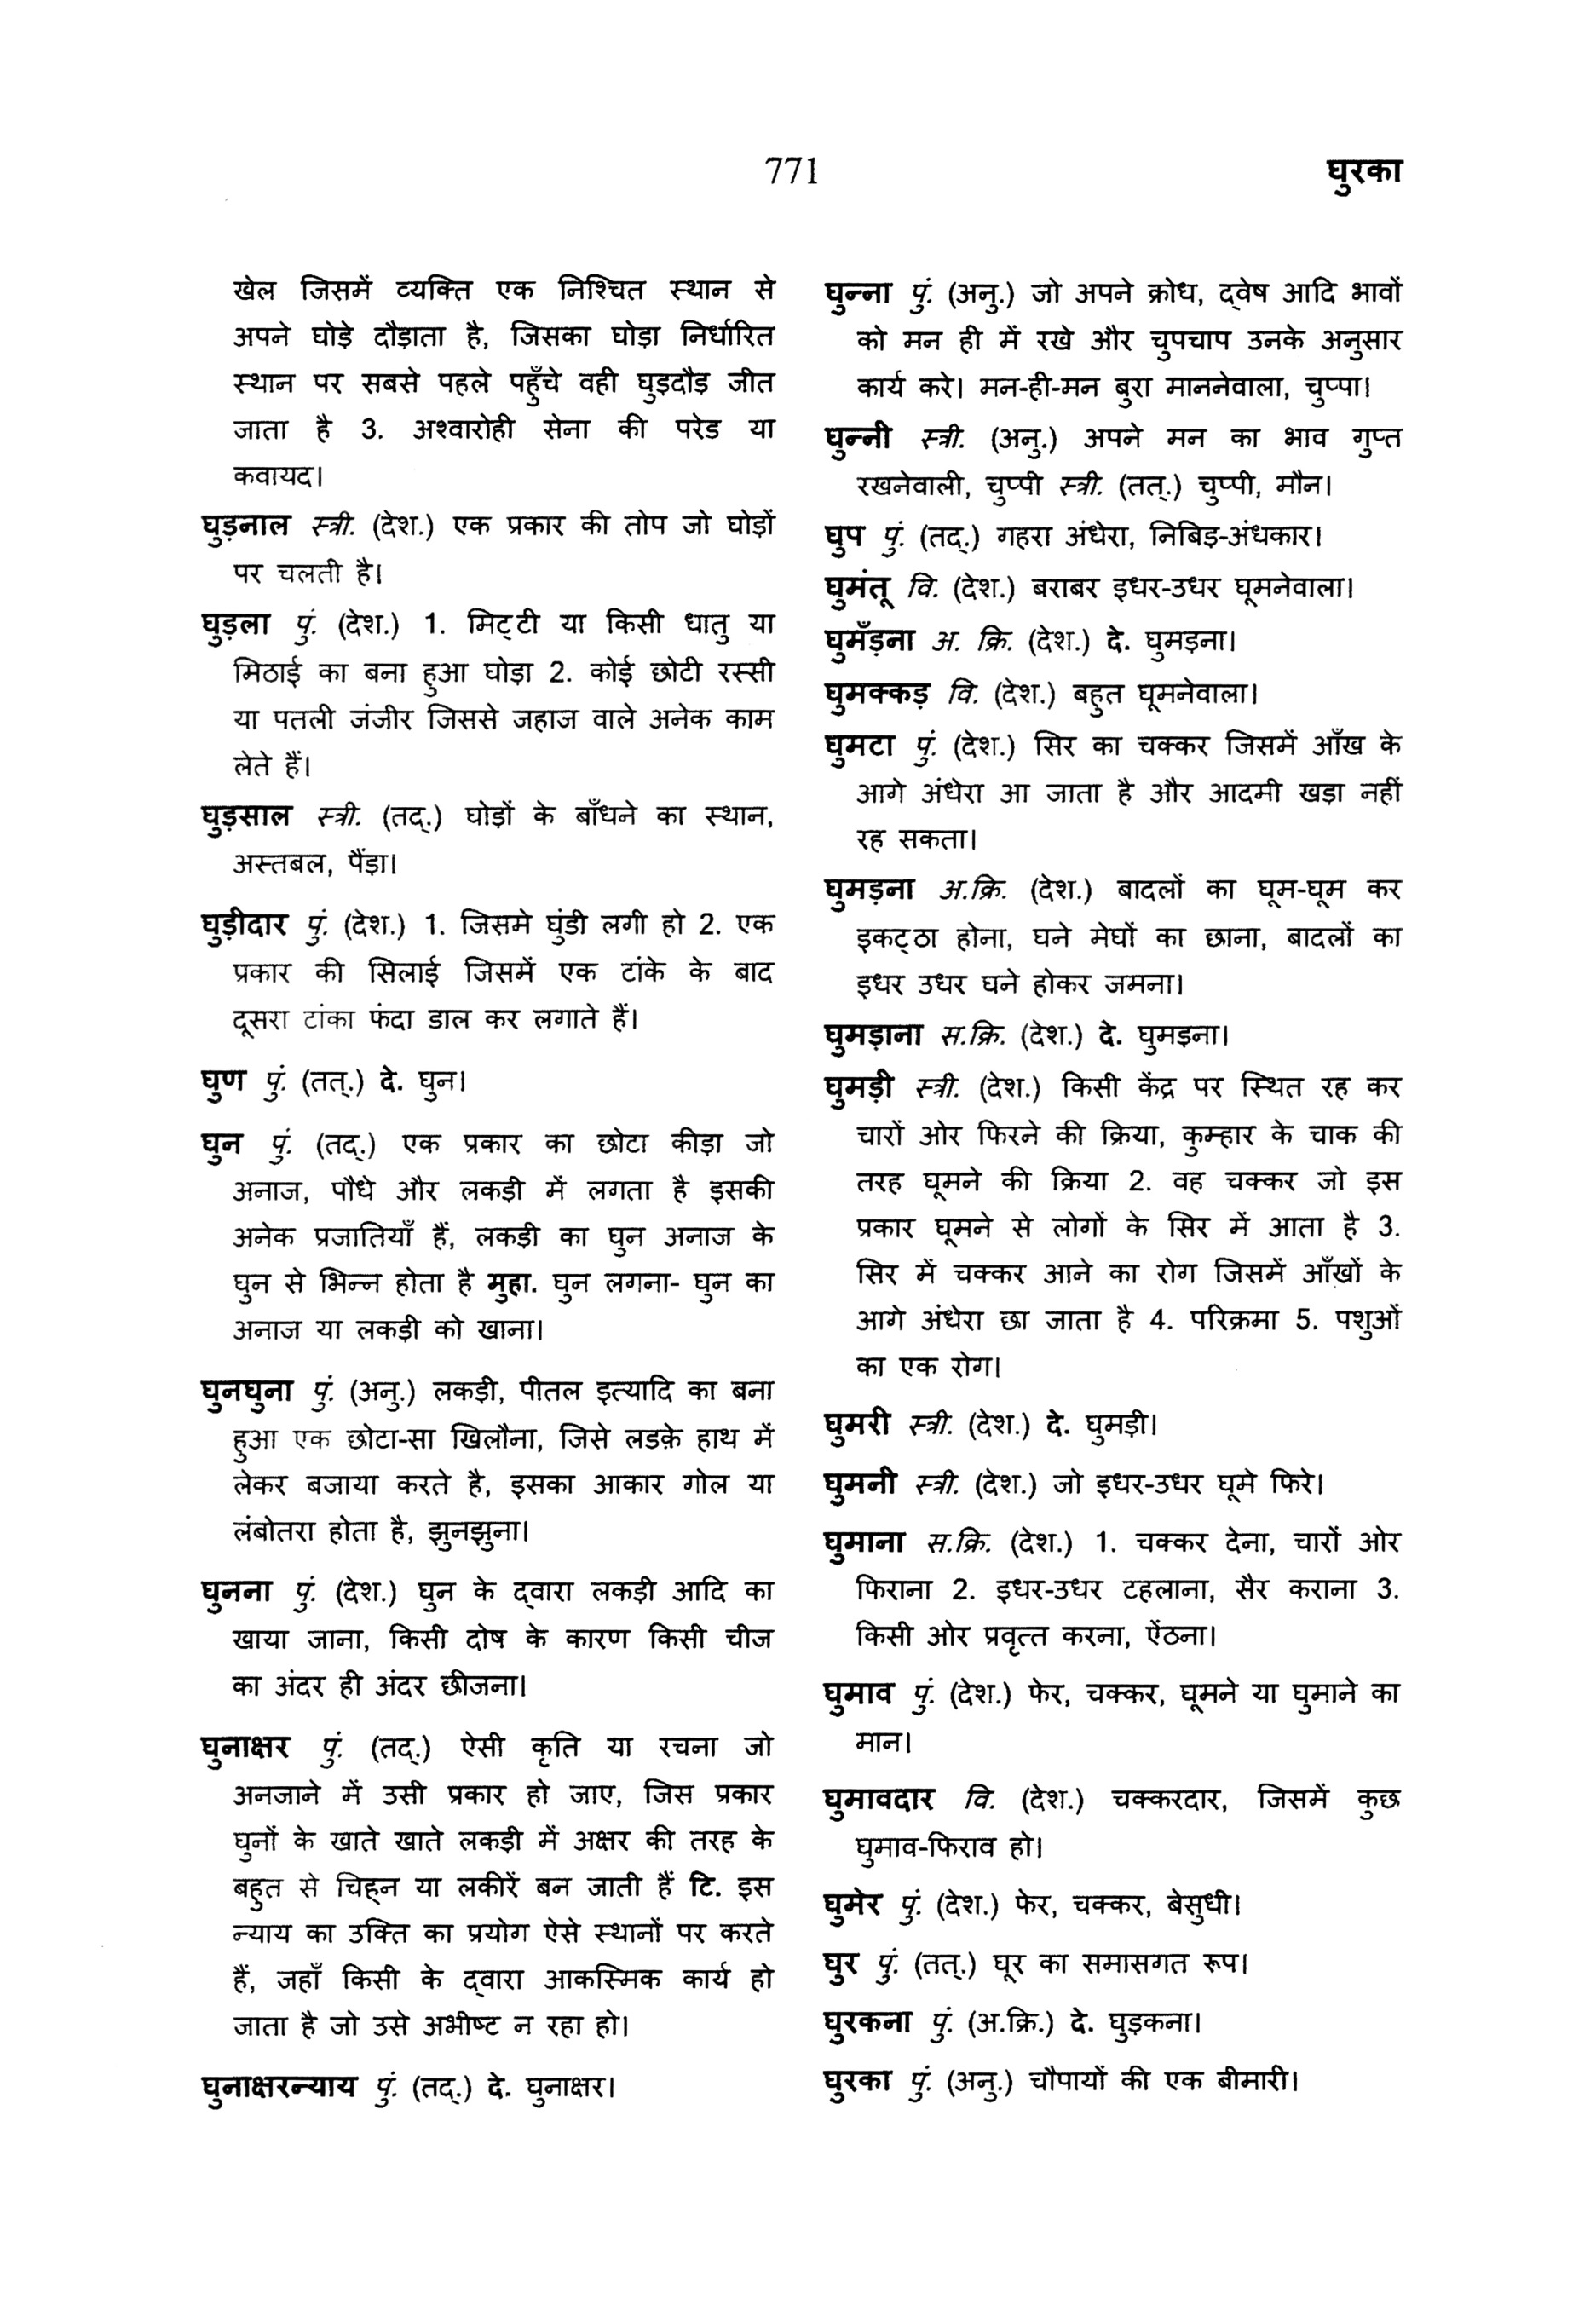 771
घुरका
खेल जिसमें व्यक्ति एक निश्चित स्थान से
अपने घोड़े दौड़ाता है, जिसका घोड़ा निर्धारित
स्थान पर सबसे पहले पहुँचे वही घुड़दौड़ जीत
जाता है 3. अश्वारोही सेना की परेड या
कवायद।
घुड़नाल स्त्री. (देश.) एक प्रकार की तोप जो घोड़ों
पर चलती है।
घुड़ला पुं. (देश.) 1. मिट्‌टी या किसी धातु या
मिठाई का बना हुआ घोड़ा 2. कोई छोटी रस्सी
या पतली जंजीर जिससे जहाज वाले अनेक काम
लेते हैं।
घुड़साल स्त्री. (तद्.) घोड़ों के बाँधने का स्थान,
अस्तबल, पैंड़ा।
घुड़ीदार पुं. (देश.) 1. जिसमे घुंडी लगी हो 2. एक
प्रकार की सिलाई जिसमें एक टांके के बाद
दूसरा टांका फंदा डाल कर लगाते हैं।
घुण पुं. (तत्.) दे. घुन।
घुन पुं. (तद्.) एक प्रकार का छोटा कीड़ा जो
अनाज, पौधे और लकड़ी में लगता है इसकी
अनेक प्रजातियाँ हैं, लकड़ी का घुन अनाज के
घुन से भिन्न होता है मुहा. घुन लगना- घुन का
अनाज या लकड़ी को खाना।
घुनघुना पुं. (अनु.) लकड़ी, पीतल इत्यादि का बना
हुआ एक छोटा-सा खिलौना, जिसे लडक़े हाथ में
लेकर बजाया करते है, इसका आकार गोल या
लंबोतरा होता है, झुनझुना।
घुनना पुं. (देश.) घुन के द्‌वारा लकड़ी आदि का
खाया जाना, किसी दोष के कारण किसी चीज
का अंदर ही अंदर छीजना।
घुनाक्षर पुं. (तद्.) ऐसी कृति या रचना जो
अनजाने में उसी प्रकार हो जाए, जिस प्रकार
घुनों के खाते खाते लकड़ी में अक्षर की तरह के
बहुत से चिह्‌न या लकीरें बन जाती हैं टि. इस
न्याय का उक्ति का प्रयोग ऐसे स्थानों पर करते
हैं, जहाँ किसी के द्‌वारा आकस्मिक कार्य हो
जाता है जो उसे अभीष्ट न रहा हो।
घुनाक्षरन्याय पुं. (तद्.) दे. घुनाक्षर।
घुन्ना पुं. (अनु.) जो अपने क्रोध, द्‌वेष आदि भावों
को मन ही में रखे और चुपचाप उनके अनुसार
कार्य करे। मन-ही-मन बुरा माननेवाला, चुप्पा।
घुन्नी स्त्री. (अनु.) अपने मन का भाव गुप्त
रखनेवाली, चुप्पी स्त्री. (तत्.) चुप्पी, मौन।
घुप पुं. (तद्.) गहरा अंधेरा, निबिड़-अंधकार।
घुमंतू वि. (देश.) बराबर इधर-उधर घूमनेवाला।
घुमँड़ना अ. क्रि. (देश.) दे. घुमड़ना।
घुमक्कड़ वि. (देश.) बहुत घूमनेवाला।
घुमटा पुं. (देश.) सिर का चक्कर जिसमें आँख के
आगे अंधेरा आ जाता है और आदमी खड़ा नहीं
रह सकता।
घुमड़ना अ.क्रि. (देश.) बादलों का घूम-घूम कर
इकट्‌ठा होना, घने मेघों का छाना, बादलों का
इधर उधर घने होकर जमना।
घुमड़ाना स.क्रि. (देश.) दे. घुमड़ना।
घुमड़ी स्त्री. (देश.) किसी केंद्र पर स्थित रह कर
चारों ओर फिरने की क्रिया, कुम्हार के चाक की
तरह घूमने की क्रिया 2. वह चक्कर जो इस
प्रकार घूमने से लोगों के सिर में आता है 3.
सिर में चक्कर आने का रोग जिसमें आँखों के
आगे अंधेरा छा जाता है 4. परिक्रमा 5. पशुओं
का एक रोग।
घुमरी स्त्री. (देश.) दे. घुमड़ी।
घुमनी स्त्री. (देश.) जो इधर-उधर घूमे फिरे।
घुमाना स.क्रि. (देश.) 1. चक्कर देना, चारों ओर
फिराना 2. इधर-उधर टहलाना, सैर कराना 3.
किसी ओर प्रवृत्त करना, ऐंठना।
घुमाव पुं. (देश.) फेर, चक्कर, घूमने या घुमाने का
मान।
घुमावदार वि. (देश.) चक्करदार, जिसमें कुछ
घुमाव-फिराव हो।
घुमेर पुं. (देश.) फेर, चक्कर, बेसुधी।
घुर पुं. (तत्.) घूर का समासगत रूप।
घुरकना पुं. (अ.क्रि.) दे. घुड़कना।
घुरका पुं. (अनु.) चौपायों की एक बीमारी।